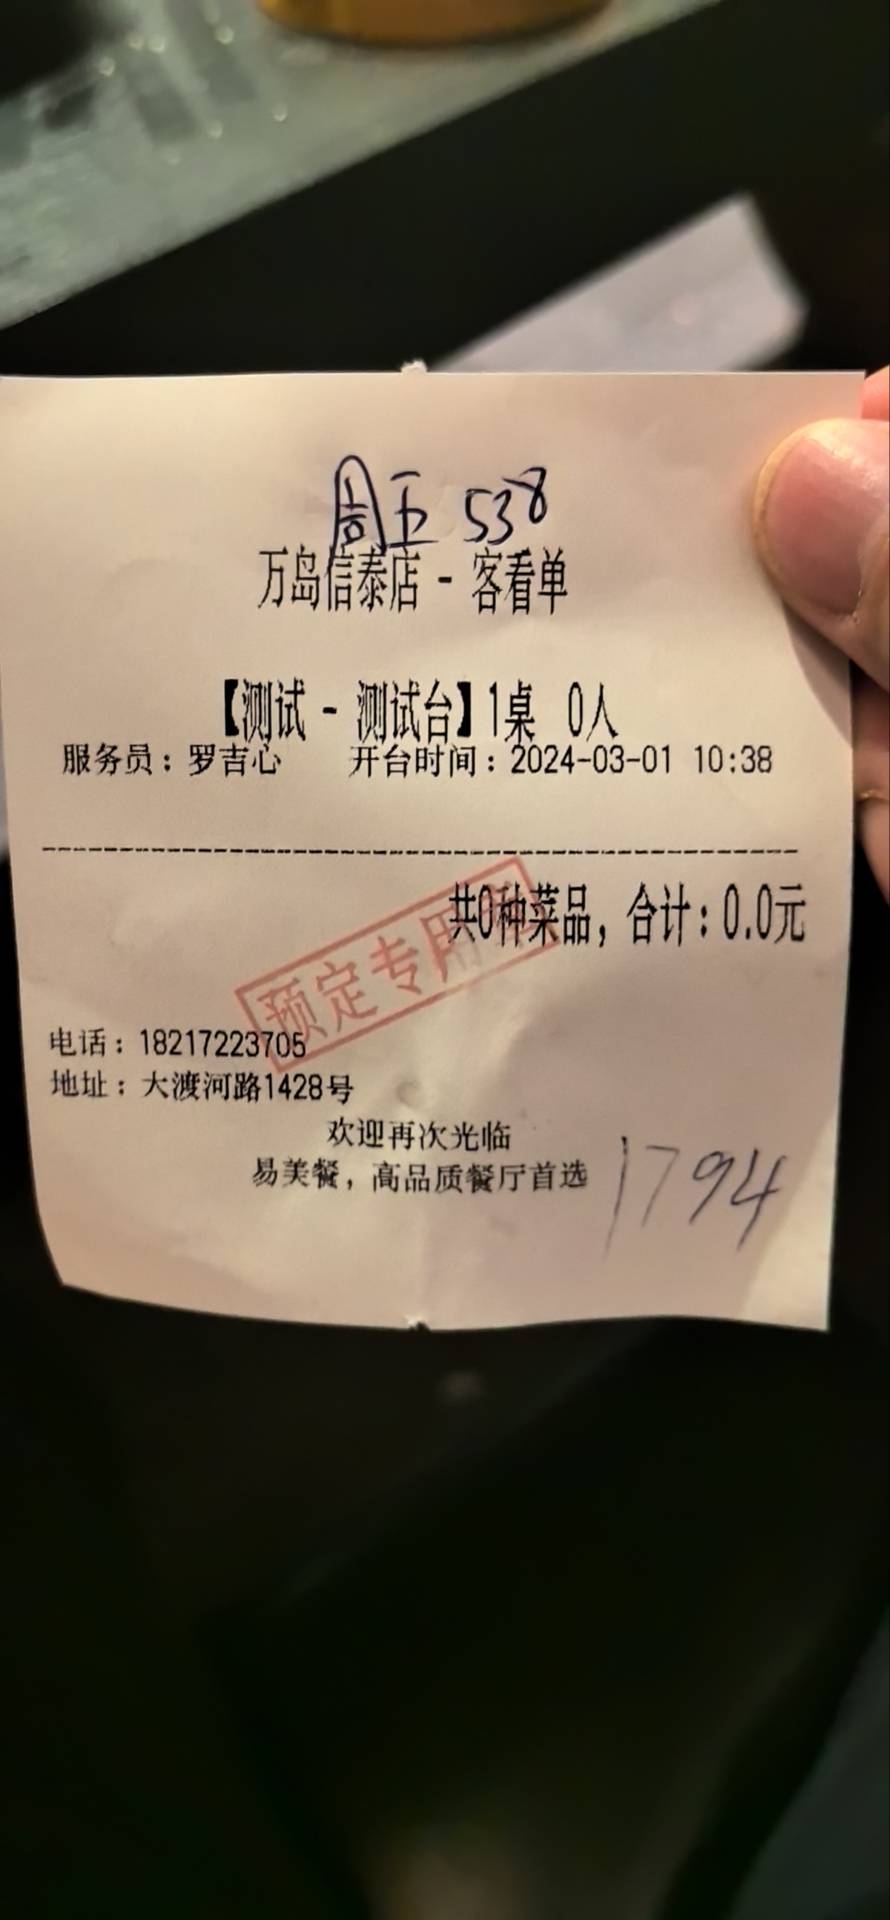 周五 538
万岛信泰店 - 客看单
【测试 - 测试台】1桌 0人
服务员：罗吉心 开台时间：2024-03-01 10:38
共0种菜品，合计：0.0元
预定专用
电话：18217223705
地址：大渡河路1428号
欢迎再次光临
易美餐，高品质餐厅首选
1794